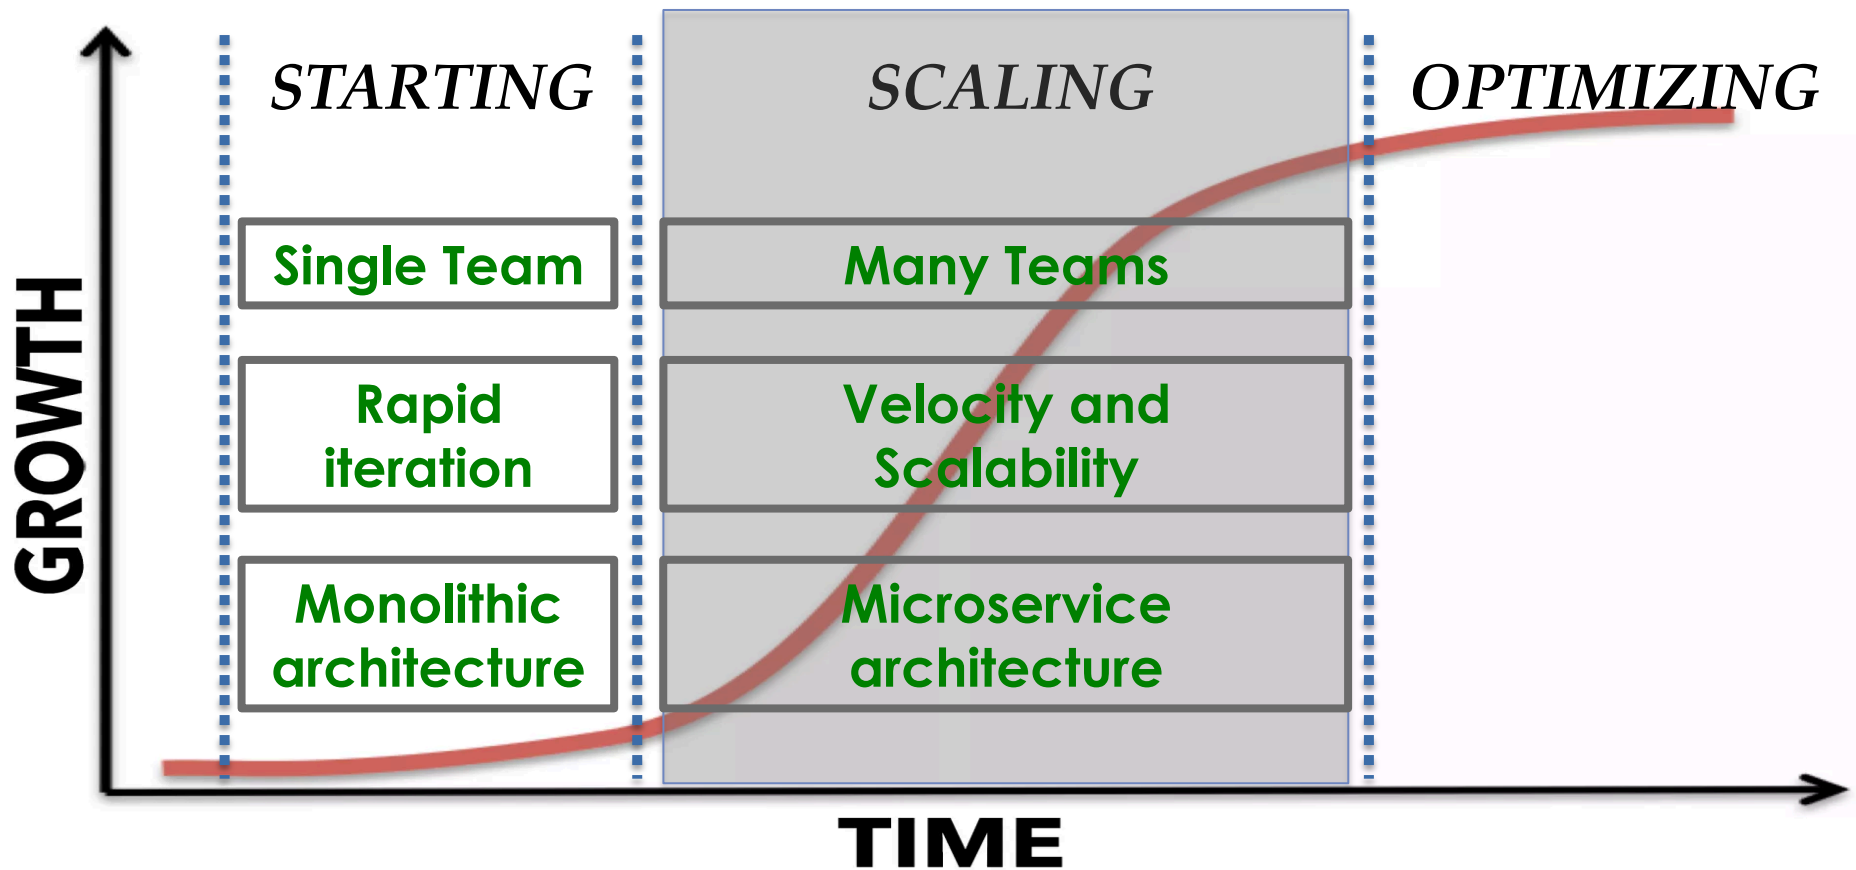 STARTING
SCALING
OPTIMIZING
GROWTH
Single Team
Many Teams
Rapid
iteration
Velocity and
Scalability
Monolithic
architecture
Microservice
architecture
TIME